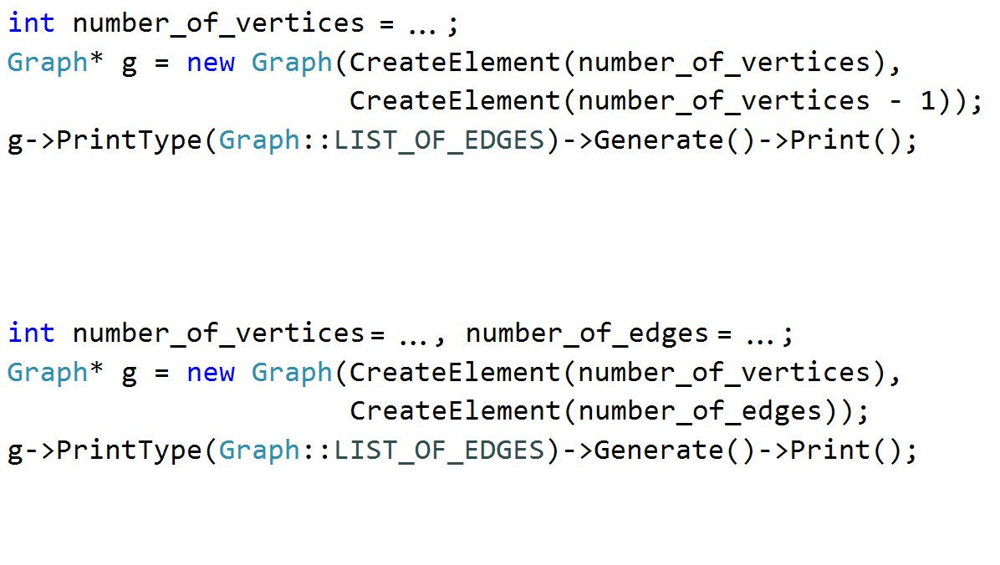 int number_of_vertices = ... ;
Graph* g = new Graph(CreateElement(number_of_vertices),
CreateElement(number_of_vertices - 1));
g->PrintType(Graph::LIST_OF_EDGES)->Generate()->Print();
int number_of_vertices= ... , number_of_edges = ... ;
Graph* g = new Graph(CreateElement(number_of_vertices),
CreateElement(number_of_edges));
g->PrintType(Graph::LIST_OF_EDGES)->Generate()->Print();